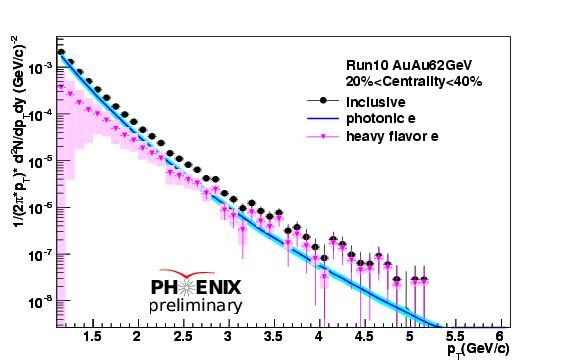 1/(2π*p_T)* d²N/dp_Tdy (GeV/c)⁻²
10⁻³
10⁻⁴
10⁻⁵
10⁻⁶
10⁻⁷
10⁻⁸
Run10 AuAu62GeV
20%<Centrality<40%
Inclusive
photonic e
heavy flavor e
PHENIX
preliminary
1.5 2 2.5 3 3.5 4 4.5 5 5.5 6
p_T(GeV/c)